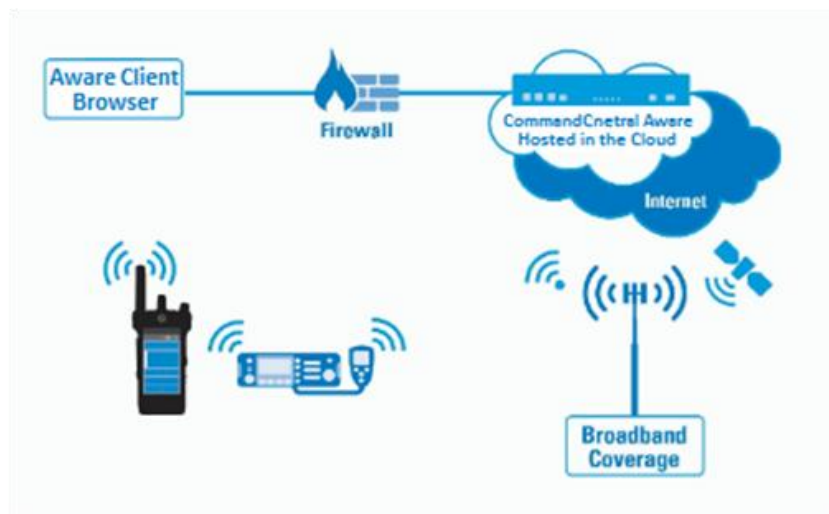 Aware Client
Browser
Firewall
CommandCnetral Aware
Hosted in the Cloud
Internet
Broadband
Coverage